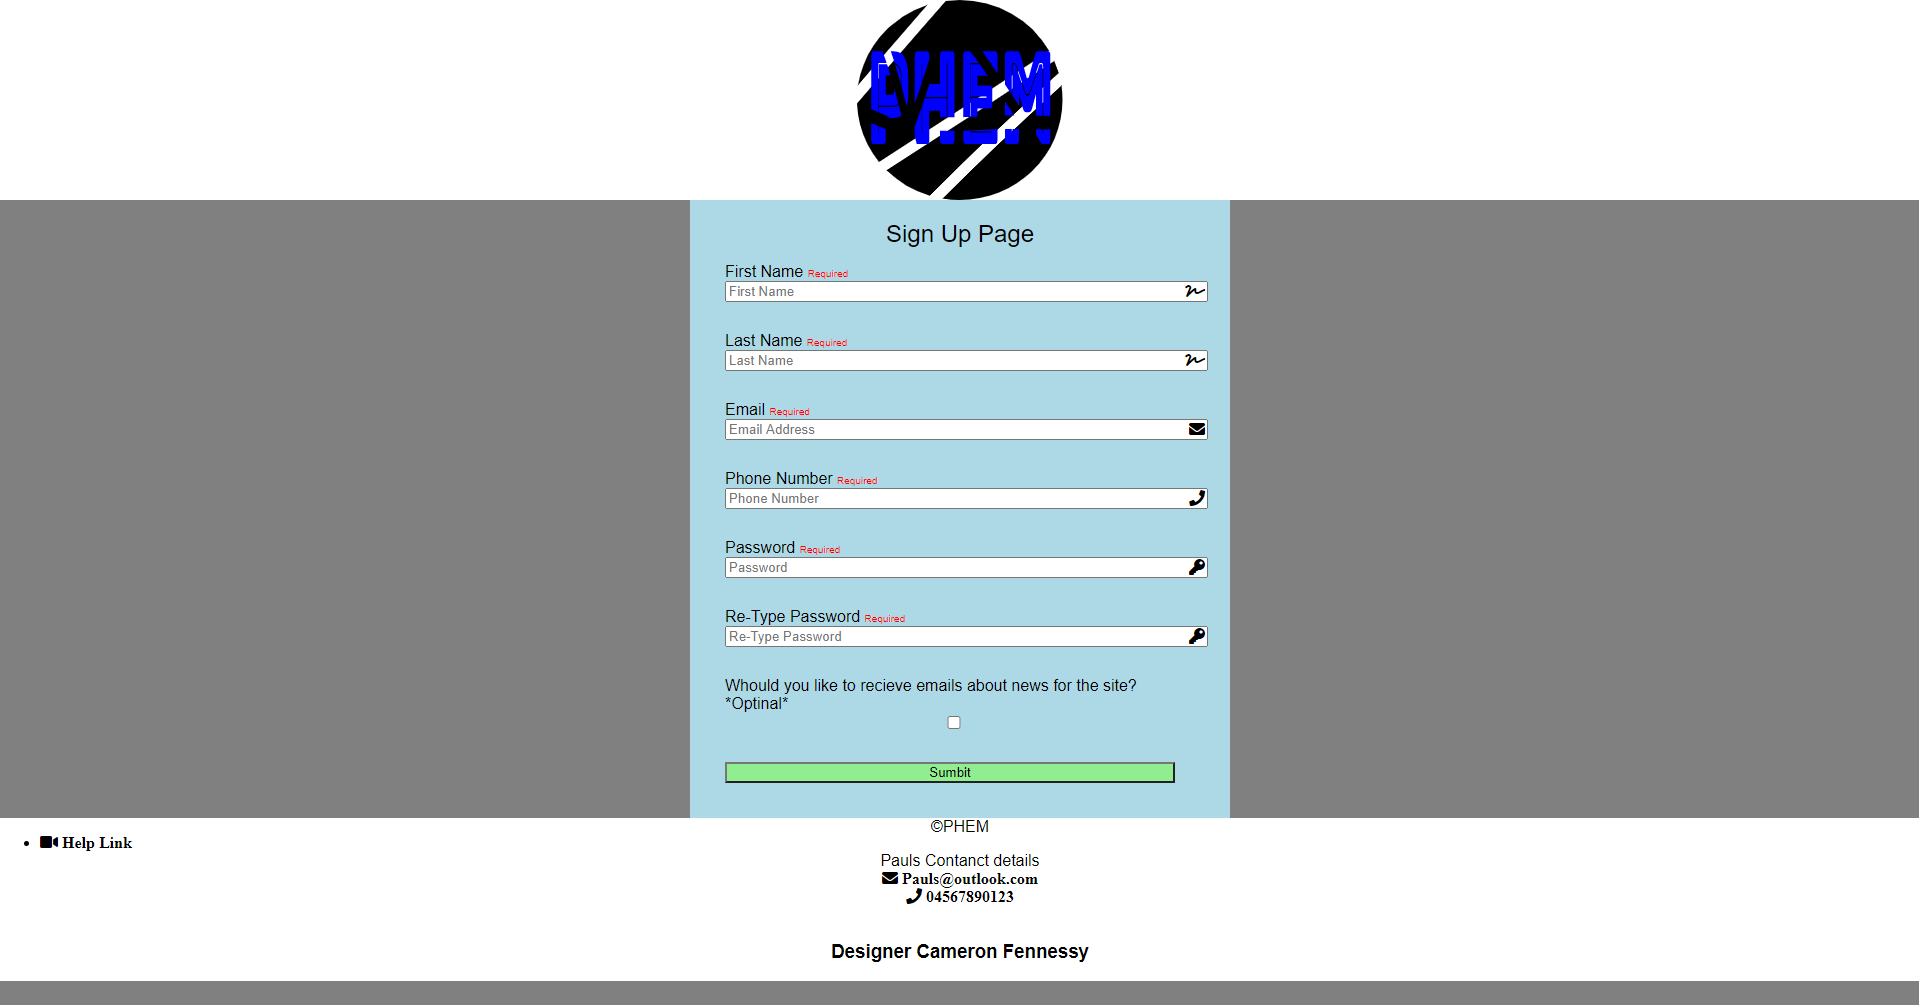 PHEM
Sign Up Page
First Name Required
First Name
Last Name Required
Last Name
Email Required
Email Address
Phone Number Required
Phone Number
Password Required
Password
Re-Type Password Required
Re-Type Password
Whould you like to recieve emails about news for the site?
*Optinal*
Sumbit
©PHEM
Help Link
Pauls Contanct details
Pauls@outlook.com
04567890123
Designer Cameron Fennessy